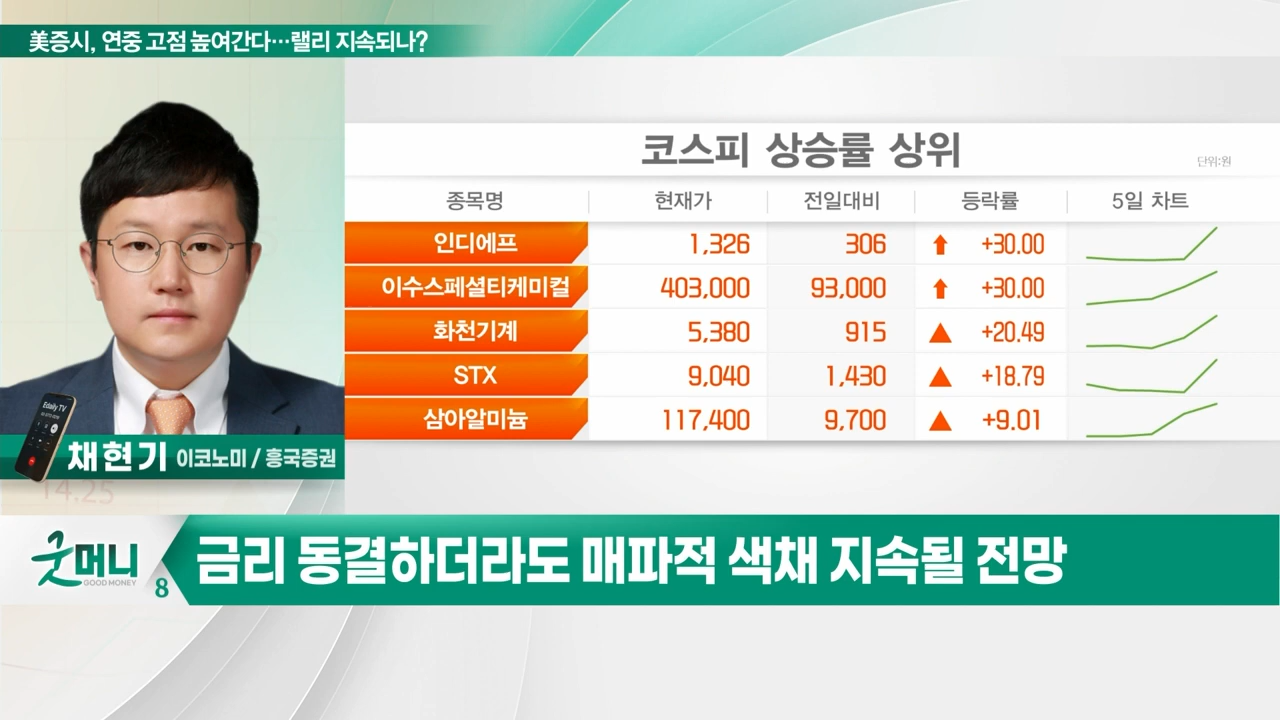 美증시, 연중 고점 높여간다…랠리 지속되나?
코스피 상승률 상위
단위:원
종목명 현재가 전일대비 등락률 5일 차트
인디에프 1,326 306 +30.00
이수스페셜티케미컬 403,000 93,000 +30.00
화천기계 5,380 915 +20.49
STX 9,040 1,430 +18.79
삼아알미늄 117,400 9,700 +9.01
Edaily TV
채현기 이코노미 / 흥국증권
14.25
굿머니
GOOD MONEY
8
금리 동결하더라도 매파적 색채 지속될 전망